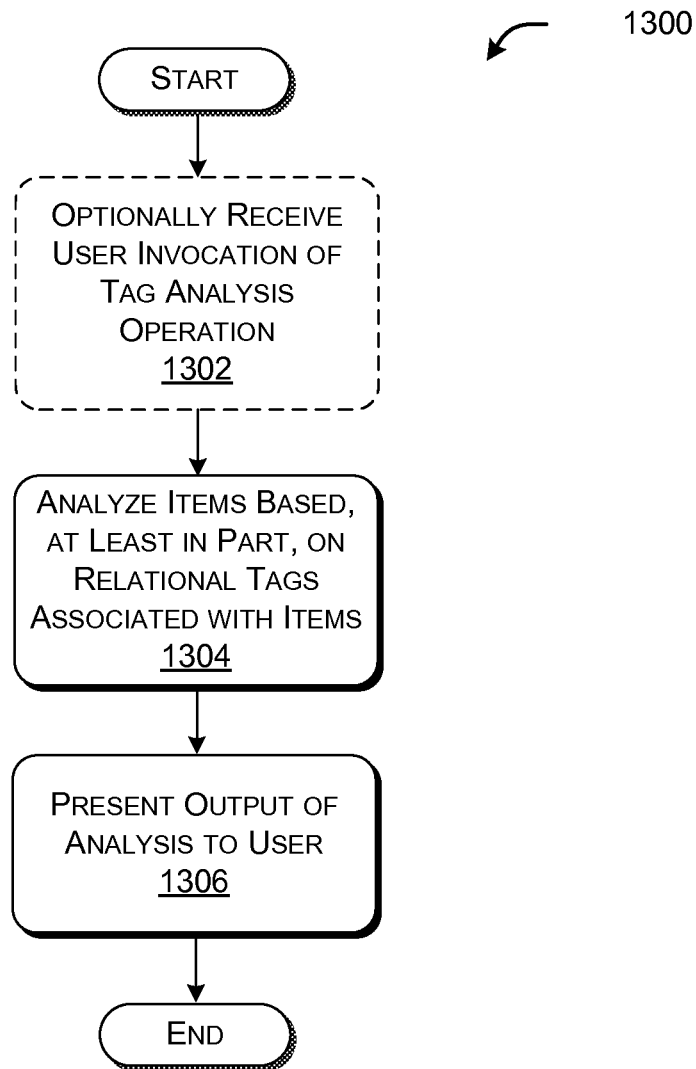 1300
START
OPTIONALLY RECEIVE
USER INVOCATION OF
TAG ANALYSIS
OPERATION
1302
ANALYZE ITEMS BASED,
AT LEAST IN PART, ON
RELATIONAL TAGS
ASSOCIATED WITH ITEMS
1304
PRESENT OUTPUT OF
ANALYSIS TO USER
1306
END